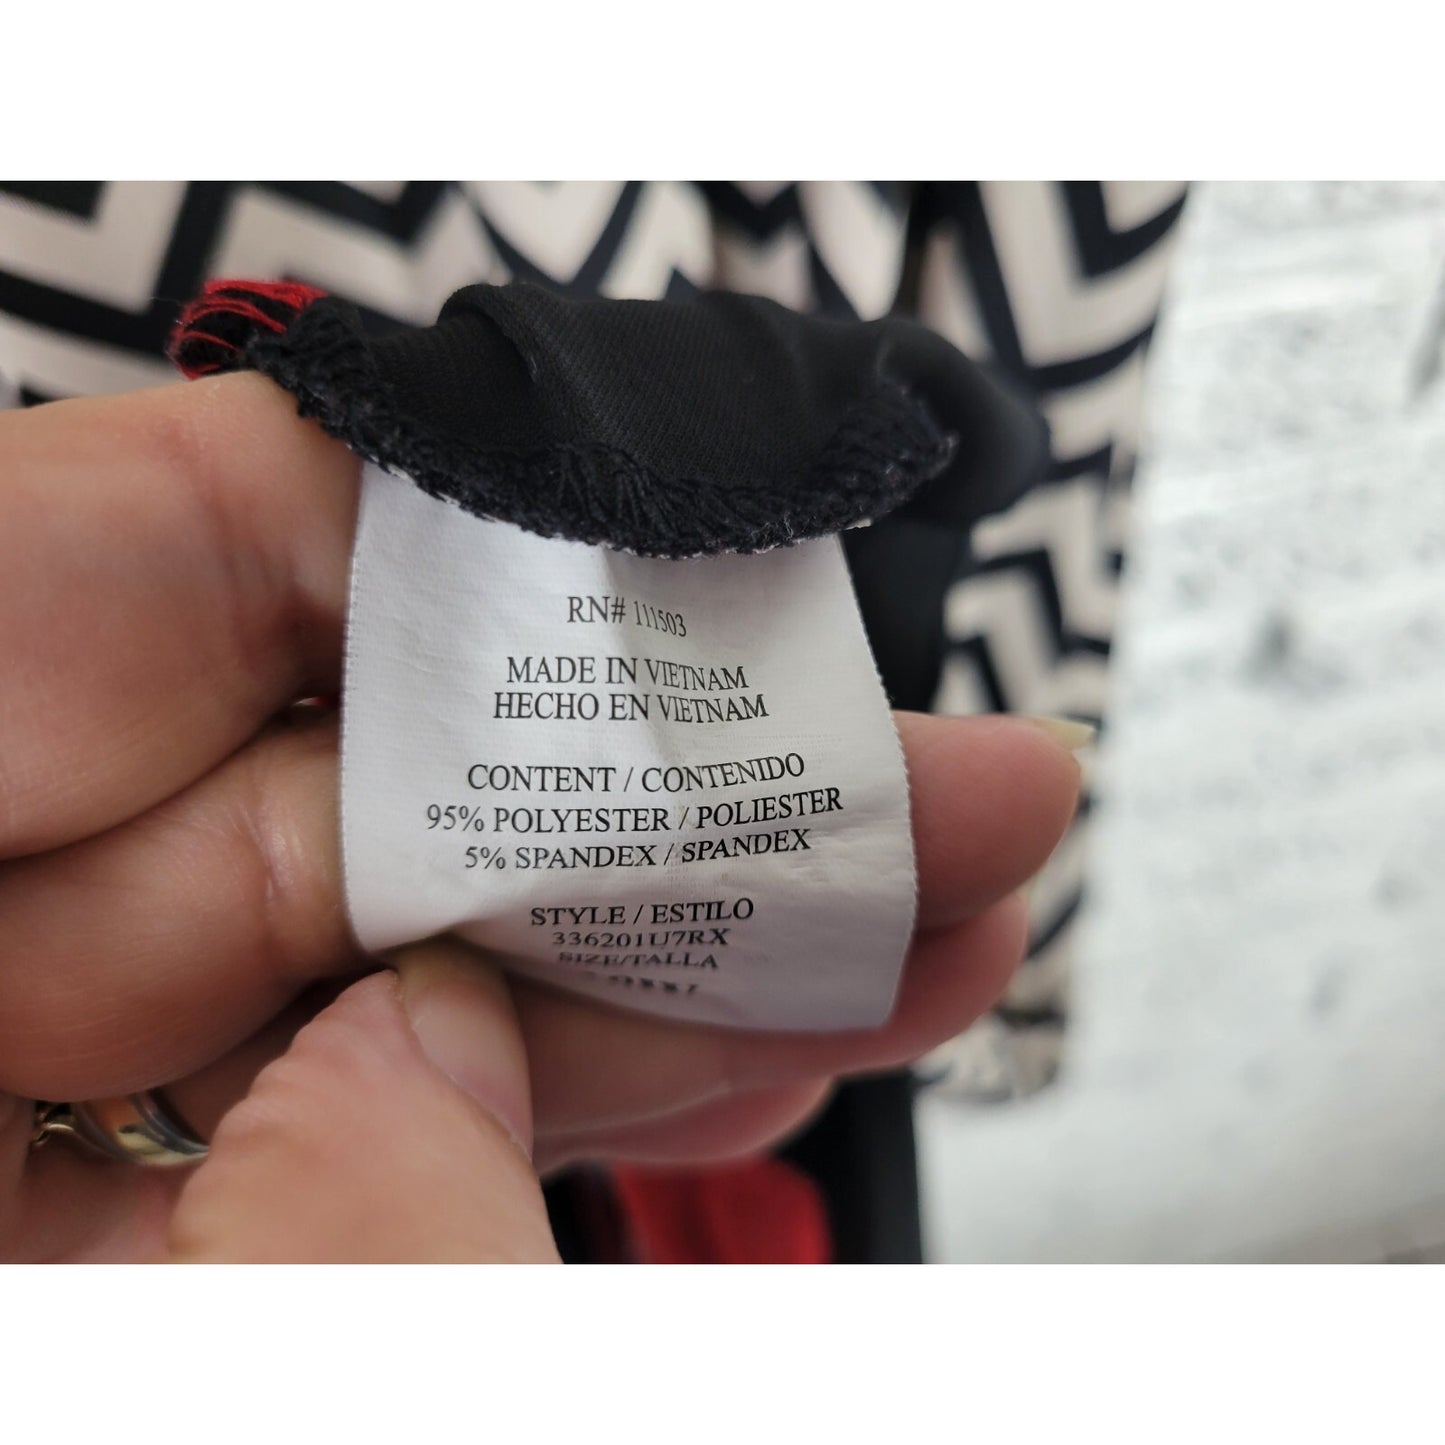 RN# 111503
MADE IN VIETNAM
HECHO EN VIETNAM
CONTENT / CONTENIDO
95% POLYESTER / POLIESTER
5% SPANDEX / SPANDEX
STYLE / ESTILO
336201U7RX
SIZE/TALLA